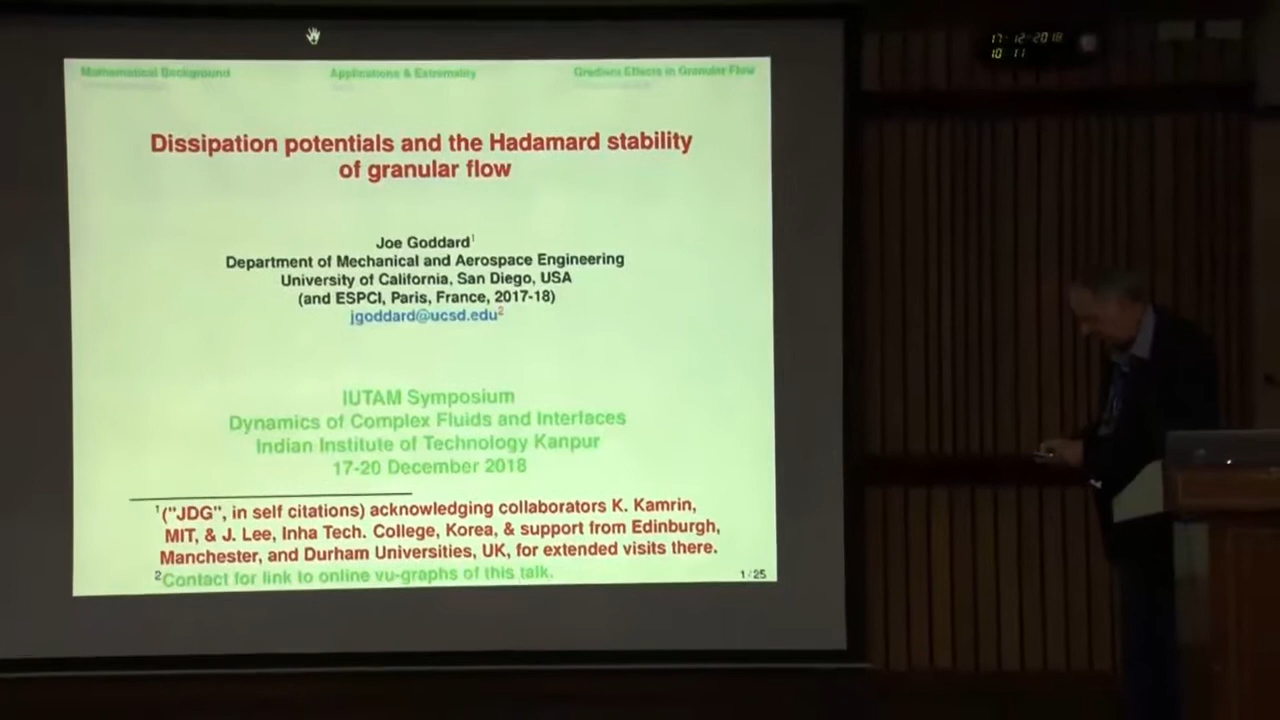 17-12-2018
10 11
Mathematical Background Applications & Extremality Gradient Effects in Granular Flow
Dissipation potentials and the Hadamard stability
of granular flow
Joe Goddard¹
Department of Mechanical and Aerospace Engineering
University of California, San Diego, USA
(and ESPCI, Paris, France, 2017-18)
jgoddard@ucsd.edu²
IUTAM Symposium
Dynamics of Complex Fluids and Interfaces
Indian Institute of Technology Kanpur
17-20 December 2018
¹("JDG", in self citations) acknowledging collaborators K. Kamrin,
MIT, & J. Lee, Inha Tech. College, Korea, & support from Edinburgh,
Manchester, and Durham Universities, UK, for extended visits there.
²Contact for link to online vu-graphs of this talk.
1/25